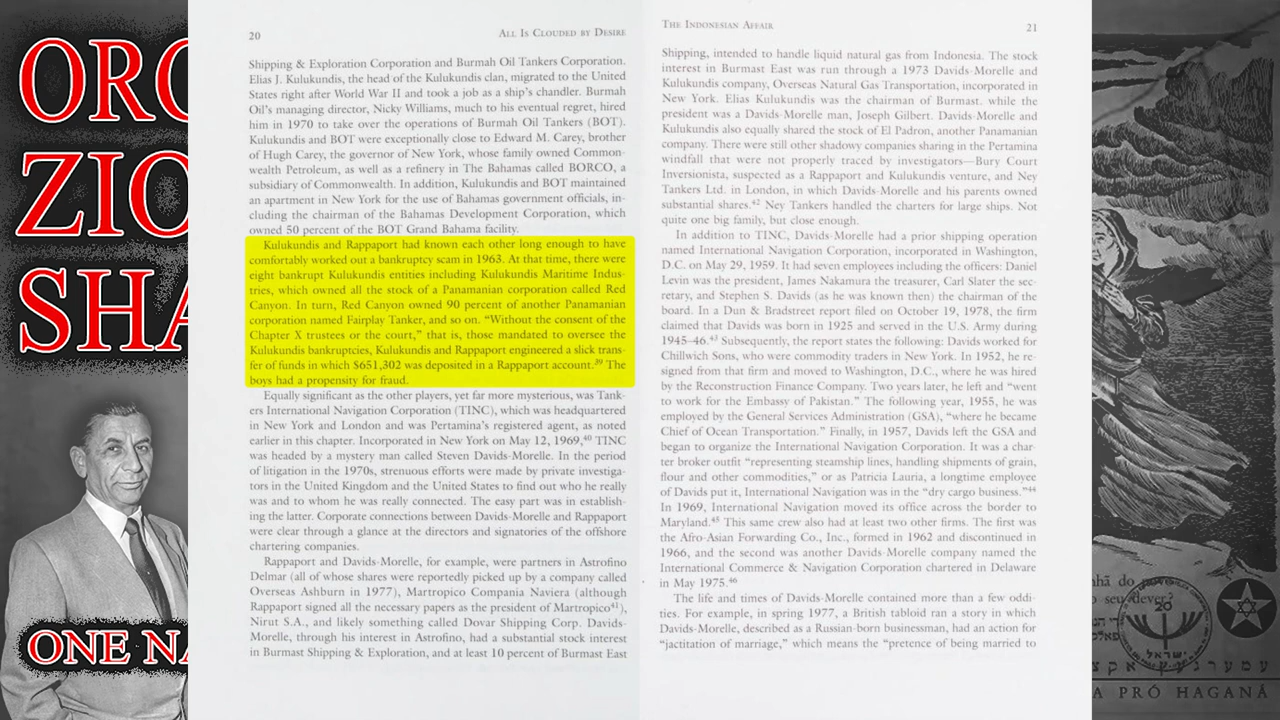 ORG
ZIO
SHA
ONE NA
20
ALL IS CLOUDED BY DESIRE
Shipping & Exploration Corporation and Burmah Oil Tankers Corporation.
Elias J. Kulukundis, the head of the Kulukundis clan, migrated to the United
States right after World War II and took a job as a ship's chandler. Burmah
Oil's managing director, Nicky Williams, much to his eventual regret, hired
him in 1970 to take over the operations of Burmah Oil Tankers (BOT).
Kulukundis and BOT were exceptionally close to Edward M. Carey, brother
of Hugh Carey, the governor of New York, whose family owned Common-
wealth Petroleum, as well as a refinery in The Bahamas called BORCO, a
subsidiary of Commonwealth. In addition, Kulukundis and BOT maintained
an apartment in New York for the use of Bahamas government officials, in-
cluding the chairman of the Bahamas Development Corporation, which
owned 50 percent of the BOT Grand Bahama facility.
Kulukundis and Rappaport had known each other long enough to have
comfortably worked out a bankruptcy scam in 1963. At that time, there were
eight bankrupt Kulukundis entities including Kulukundis Maritime Indus-
tries, which owned all the stock of a Panamanian corporation called Red
Canyon. In turn, Red Canyon owned 90 percent of another Panamanian
corporation named Fairplay Tanker, and so on. "Without the consent of the
Chapter X trustees or the court," that is, those mandated to oversee the
Kulukundis bankruptcies, Kulukundis and Rappaport engineered a slick trans-
fer of funds in which $651,302 was deposited in a Rappaport account.³⁹ The
boys had a propensity for fraud.
Equally significant as the other players, yet far more mysterious, was Tank-
ers International Navigation Corporation (TINC), which was headquartered
in New York and London and was Pertamina's registered agent, as noted
earlier in this chapter. Incorporated in New York on May 12, 1969,⁴⁰ TINC
was headed by a mystery man called Steven Davids-Morelle. In the period
of litigation in the 1970s, strenuous efforts were made by private investiga-
tors in the United Kingdom and the United States to find out who he really
was and to whom he was really connected. The easy part was in establish-
ing the latter. Corporate connections between Davids-Morelle and Rappaport
were clear through a glance at the directors and signatories of the offshore
chartering companies.
Rappaport and Davids-Morelle, for example, were partners in Astrofino
Delmar (all of whose shares were reportedly picked up by a company called
Overseas Ashburn in 1977), Martropico Compania Naviera (although
Rappaport signed all the necessary papers as the president of Martropico⁴¹),
Nirut S.A., and likely something called Dovar Shipping Corp. Davids-
Morelle, through his interest in Astrofino, had a substantial stock interest
in Burmast Shipping & Exploration, and at least 10 percent of Burmast East
THE INDONESIAN AFFAIR
21
Shipping, intended to handle liquid natural gas from Indonesia. The stock
interest in Burmast East was run through a 1973 Davids-Morelle and
Kulukundis company, Overseas Natural Gas Transportation, incorporated in
New York. Elias Kulukundis was the chairman of Burmast. while the
president was a Davids-Morelle man, Joseph Gilbert. Davids-Morelle and
Kulukundis also equally shared the stock of El Padron, another Panamanian
company. There were still other shadowy companies sharing in the Pertamina
windfall that were not properly traced by investigators—Bury Court
Inversionista, suspected as a Rappaport and Kulukundis venture, and Ney
Tankers Ltd. in London, in which Davids-Morelle and his parents owned
substantial shares.⁴² Ney Tankers handled the charters for large ships. Not
quite one big family, but close enough.
In addition to TINC, Davids-Morelle had a prior shipping operation
named International Navigation Corporation, incorporated in Washington,
D.C. on May 29, 1959. It had seven employees including the officers: Daniel
Levin was the president, James Nakamura the treasurer, Carl Slater the sec-
retary, and Stephen S. Davids (as he was known then) the chairman of the
board. In a Dun & Bradstreet report filed on October 19, 1978, the firm
claimed that Davids was born in 1925 and served in the U.S. Army during
1945–46.⁴³ Subsequently, the report states the following: Davids worked for
Chillwich Sons, who were commodity traders in New York. In 1952, he re-
signed from that firm and moved to Washington, D.C., where he was hired
by the Reconstruction Finance Company. Two years later, he left and "went
to work for the Embassy of Pakistan." The following year, 1955, he was
employed by the General Services Administration (GSA), "where he became
Chief of Ocean Transportation." Finally, in 1957, Davids left the GSA and
began to organize the International Navigation Corporation. It was a char-
ter broker outfit "representing steamship lines, handling shipments of grain,
flour and other commodities," or as Patricia Lauria, a longtime employee
of Davids put it, International Navigation was in the "dry cargo business."⁴⁴
In 1969, International Navigation moved its office across the border to
Maryland.⁴⁵ This same crew also had at least two other firms. The first was
the Afro-Asian Forwarding Co., Inc., formed in 1962 and discontinued in
1966, and the second was another Davids-Morelle company named the
International Commerce & Navigation Corporation chartered in Delaware
in May 1975.⁴⁶
The life and times of Davids-Morelle contained more than a few oddi-
ties. For example, in spring 1977, a British tabloid ran a story in which
Davids-Morelle, described as a Russian-born businessman, had an action for
"jactitation of marriage," which means the "pretence of being married to
nhã do povo
o seu dever?
20
ישראל
A PRÓ HAGANÁ